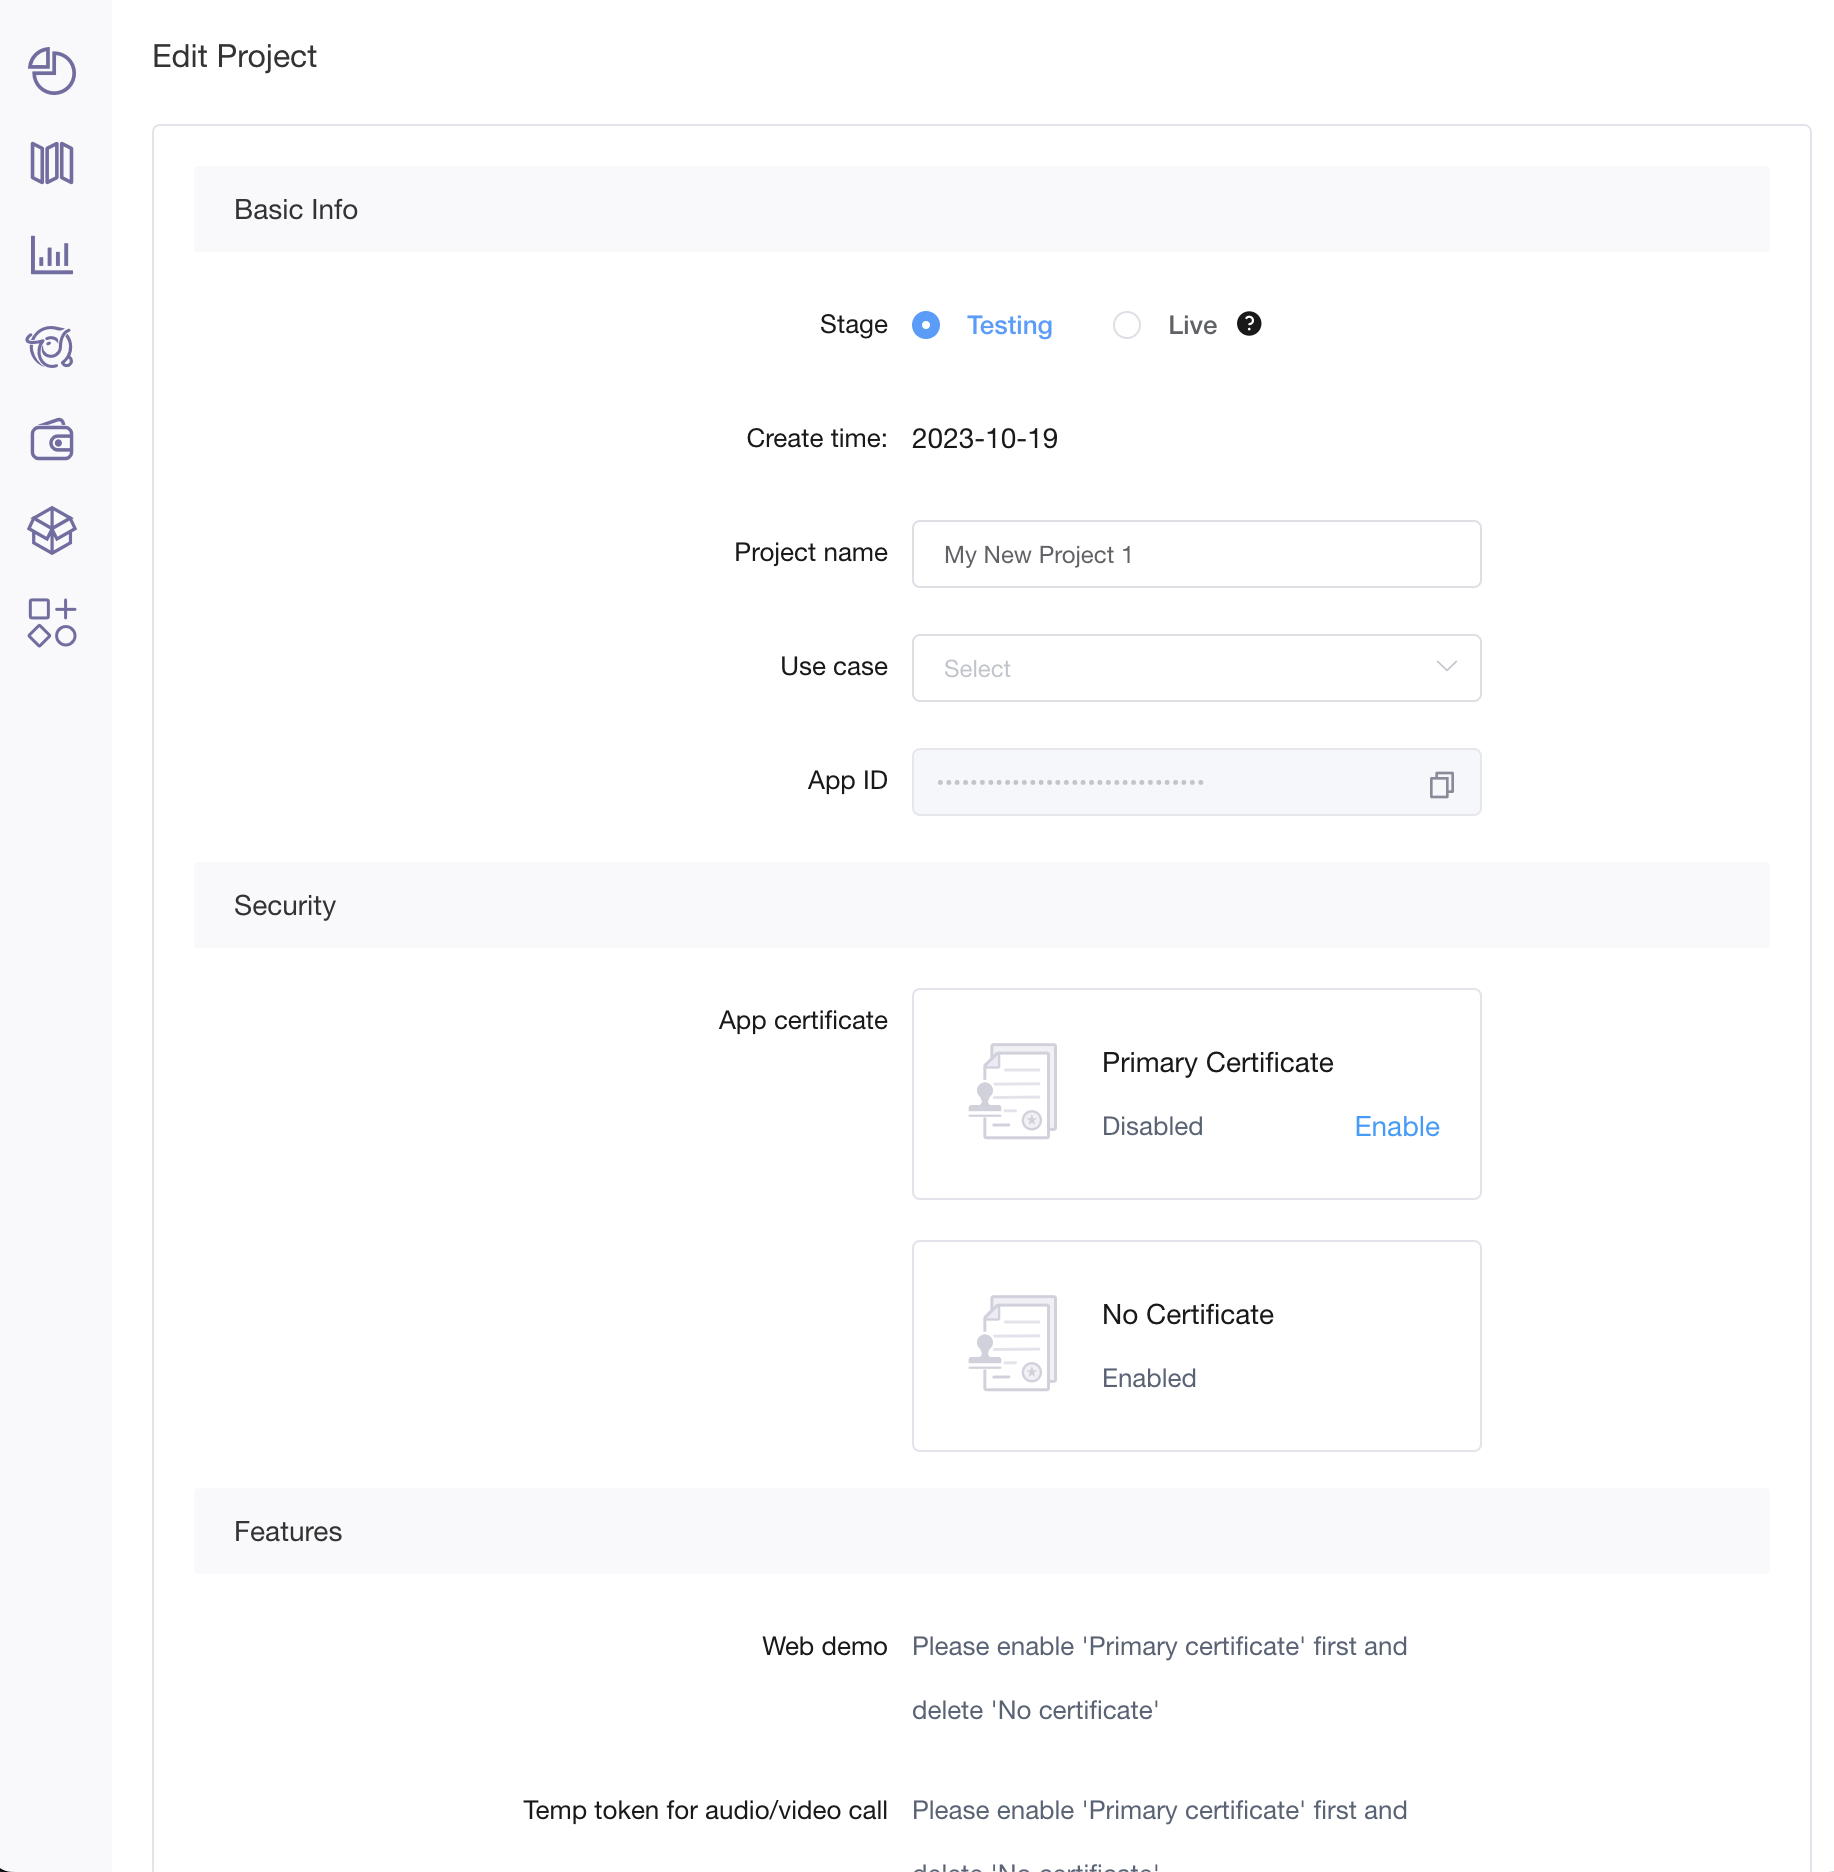 Edit Project
Basic Info
Stage Testing Live
Create time: 2023-10-19
Project name My New Project 1
Use case Select
App ID
Security
App certificate
Primary Certificate
Disabled Enable
No Certificate
Enabled
Features
Web demo Please enable 'Primary certificate' first and
delete 'No certificate'
Temp token for audio/video call Please enable 'Primary certificate' first and
delete 'No certificate'